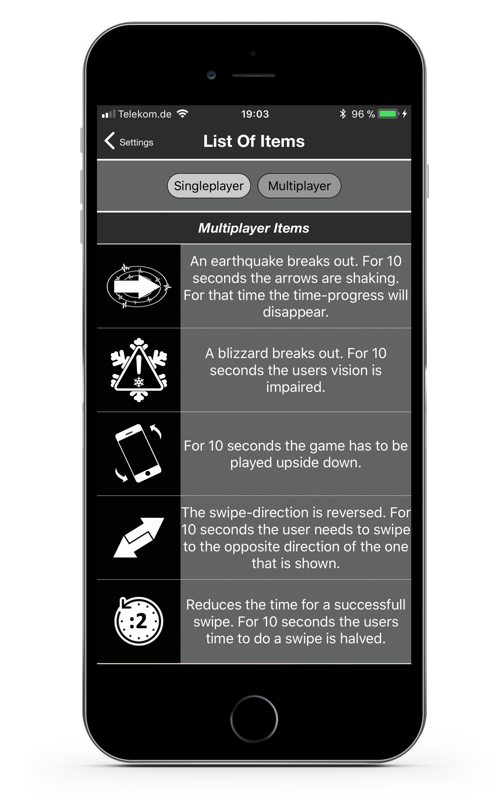 Telekom.de 19:03 96 %
Settings List Of Items
Singleplayer Multiplayer
Multiplayer Items
An earthquake breaks out. For 10
seconds the arrows are shaking.
For that time the time-progress will
disappear.
A blizzard breaks out. For 10
seconds the users vision is
impaired.
For 10 seconds the game has to be
played upside down.
The swipe-direction is reversed. For
10 seconds the user needs to swipe
to the opposite direction of the one
that is shown.
:2
Reduces the time for a successfull
swipe. For 10 seconds the users
time to do a swipe is halved.